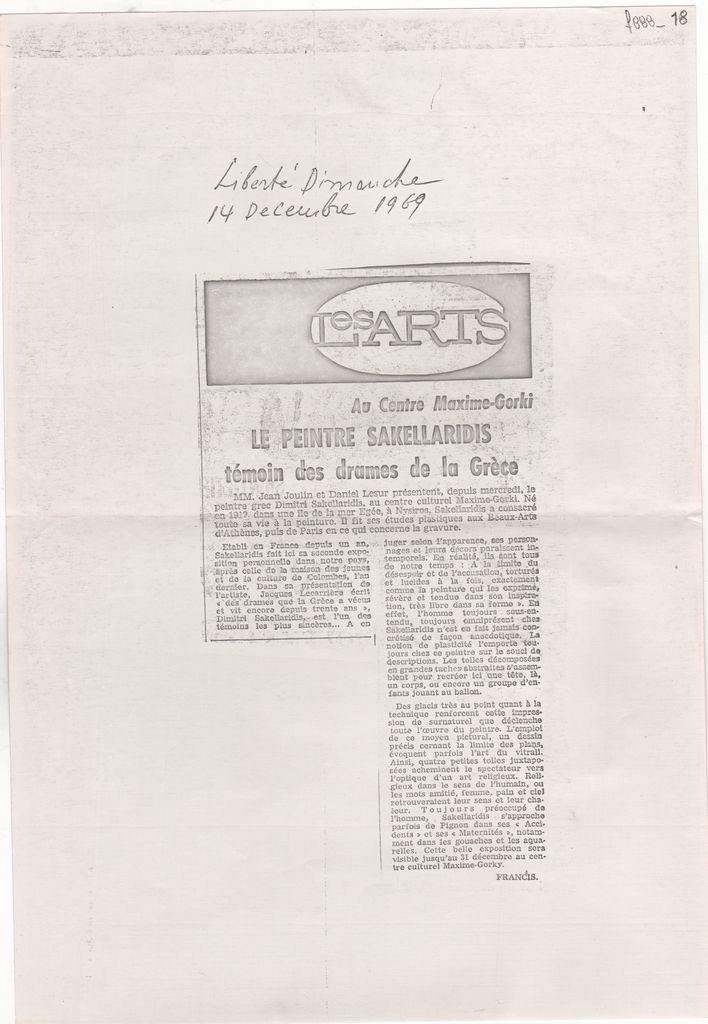 f888_ 18
Liberté Dimanche
14 Decembre 1969
LesARTS
Au Centre Maxime-Gorki
LE PEINTRE SAKELLARIDIS
témoin des drames de la Grèce
MM. Jean Joulin et Daniel Lesur présentent, depuis mercredi, le
peintre grec Dimitri Sakellaridis, au centre culturel Maxime-Gorki. Né
en 1912, dans une île de la mer Egée, à Nysiros, Sakellaridis a consacré
toute sa vie à la peinture. Il fit ses études plastiques aux Beaux-Arts
d'Athènes, puis de Paris en ce qui concerne la gravure.
Etabli en France depuis un an,
Sakellaridis fait ici sa seconde expo-
sition personnelle dans notre pays,
après celle de la maison des jeunes
et de la culture de Colombes, l'an
dernier. Dans sa présentation de
l'artiste, Jacques Lacarrière écrit
« des drames que la Grèce a vécus
et vit encore depuis trente ans »,
Dimitri Sakellaridis, est l'un des
témoins les plus sincères... A en
juger selon l'apparence, ses person-
nages et leurs décors paraissent in-
temporels. En réalité, ils sont tous
de notre temps : A la limite du
désespoir et de l'accusation, torturés
et lucides à la fois, exactement
comme la peinture qui les exprime,
sévère et tendue dans son inspira-
tion, très libre dans sa forme ». En
effet, l'homme toujours sous-en-
tendu, toujours omniprésent chez
Sakellaridis n'est en fait jamais con-
crétisé de façon anecdotique. La
notion de plasticité l'emporte tou-
jours chez ce peintre sur le souci de
descriptions. Les toiles décomposées
en grandes taches abstraites s'assem-
blent pour recréer ici une tête, là,
un corps, ou encore un groupe d'en-
fants jouant au ballon.
Des glacis très au point quant à la
technique renforcent cette impres-
sion de surnaturel que déclenche
toute l'œuvre du peintre. L'emploi
de ce moyen pictural, un dessin
précis cernant la limite des plans,
évoquent parfois l'art du vitrail.
Ainsi, quatre petites toiles juxtapo-
sées acheminent le spectateur vers
l'optique d'un art religieux. Reli-
gieux dans le sens de l'humain, ou
les mots amitié, femme, pain et ciel
retrouveraient leur sens et leur cha-
leur. Toujours préoccupé de
l'homme, Sakellaridis s'approche
parfois de Pignon dans ses « Acci-
dents » et ses « Maternités », notam-
ment dans les gouaches et les aqua-
relles. Cette belle exposition sera
visible jusqu'au 31 décembre au cen-
tre culturel Maxime-Gorky.
FRANCIS.